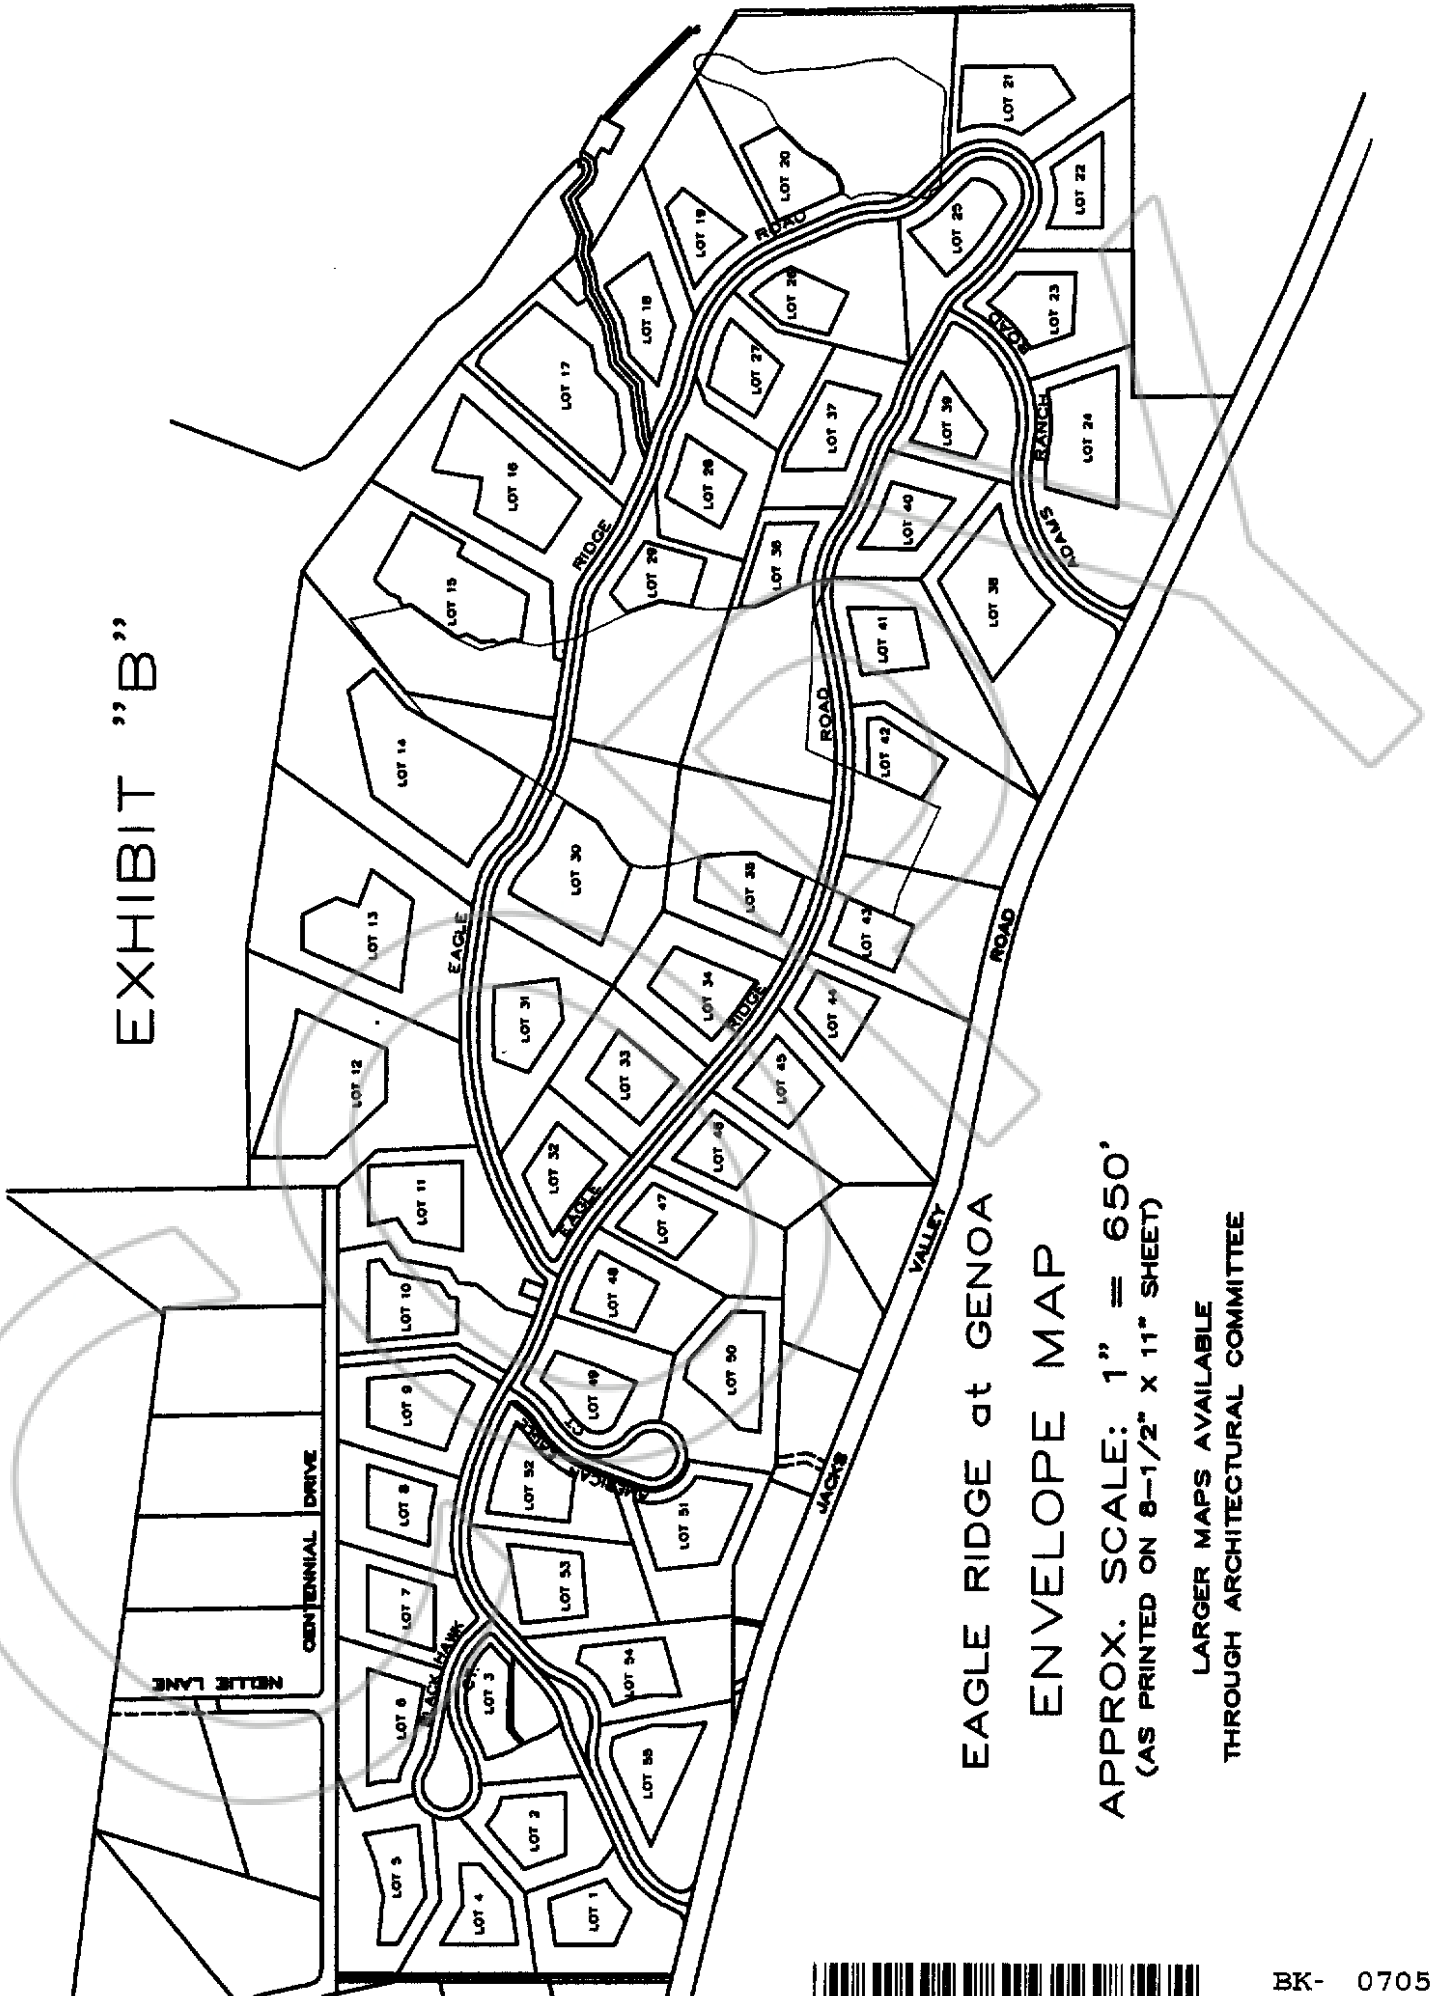 EXHIBIT "B"
LOT 1
LOT 2
LOT 3
LOT 4
LOT 5
LOT 6
LOT 7
LOT 8
LOT 9
LOT 10
LOT 11
LOT 12
LOT 13
LOT 14
LOT 15
LOT 16
LOT 17
LOT 18
LOT 19
LOT 20
LOT 21
LOT 22
LOT 23
LOT 24
LOT 25
LOT 26
LOT 27
LOT 28
LOT 29
LOT 30
LOT 31
LOT 32
LOT 33
LOT 34
LOT 35
LOT 36
LOT 37
LOT 38
LOT 39
LOT 40
LOT 41
LOT 42
LOT 43
LOT 44
LOT 45
LOT 46
LOT 47
LOT 48
LOT 49
LOT 50
LOT 51
LOT 52
LOT 53
LOT 54
LOT 55
NELLIE LANE
CENTENNIAL DRIVE
BLACK HAWK CT.
AMERICAN EAGLE CT.
EAGLE RIDGE ROAD
EAGLE RIDGE ROAD
ADAMS RANCH ROAD
JACKS VALLEY ROAD
EAGLE RIDGE at GENOA
ENVELOPE MAP
APPROX. SCALE: 1" = 650'
(AS PRINTED ON 8-1/2" X 11" SHEET)
LARGER MAPS AVAILABLE
THROUGH ARCHITECTURAL COMMITTEE
BK- 0705
COPY